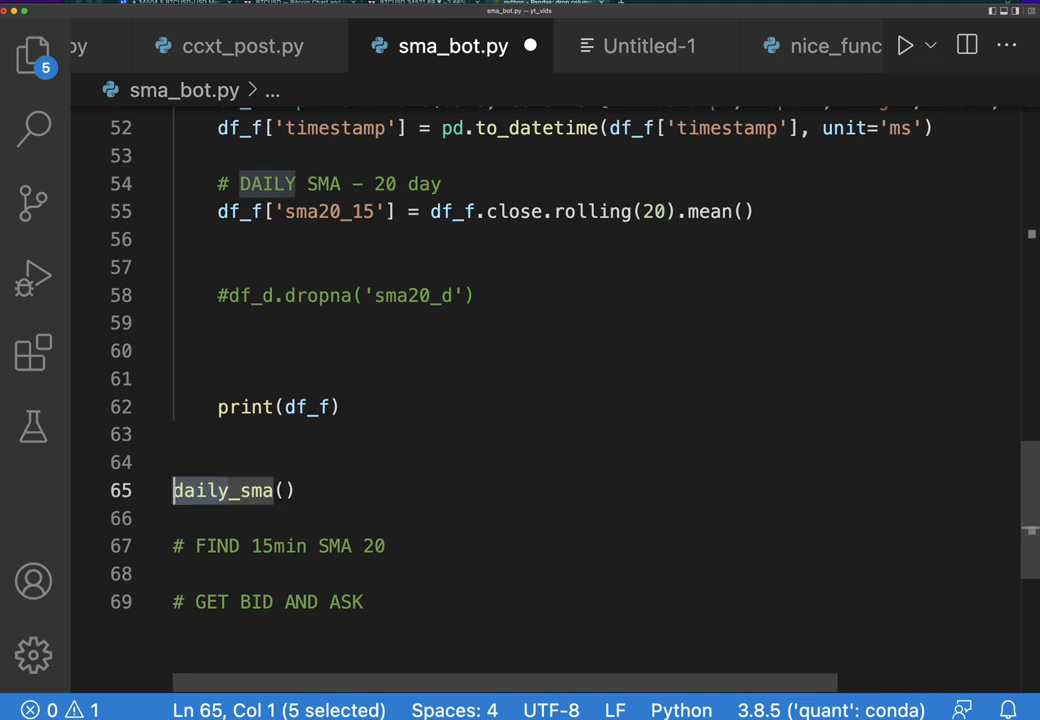 sma_bot.py — yt_vids
py
ccxt_post.py
sma_bot.py
Untitled-1
nice_func
5
sma_bot.py > ...
52 df_f['timestamp'] = pd.to_datetime(df_f['timestamp'], unit='ms')
53
54 # DAILY SMA - 20 day
55 df_f['sma20_15'] = df_f.close.rolling(20).mean()
56
57
58 #df_d.dropna('sma20_d')
59
60
61
62 print(df_f)
63
64
65 daily_sma()
66
67 # FIND 15min SMA 20
68
69 # GET BID AND ASK
0 1 Ln 65, Col 1 (5 selected) Spaces: 4 UTF-8 LF Python 3.8.5 ('quant': conda)